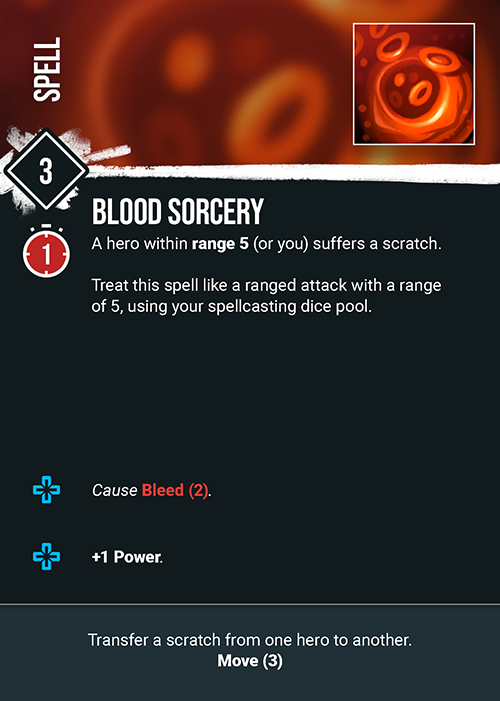 SPELL
3
BLOOD SORCERY
1
A hero within range 5 (or you) suffers a scratch.
Treat this spell like a ranged attack with a range
of 5, using your spellcasting dice pool.
Cause Bleed (2).
+1 Power.
Transfer a scratch from one hero to another.
Move (3)